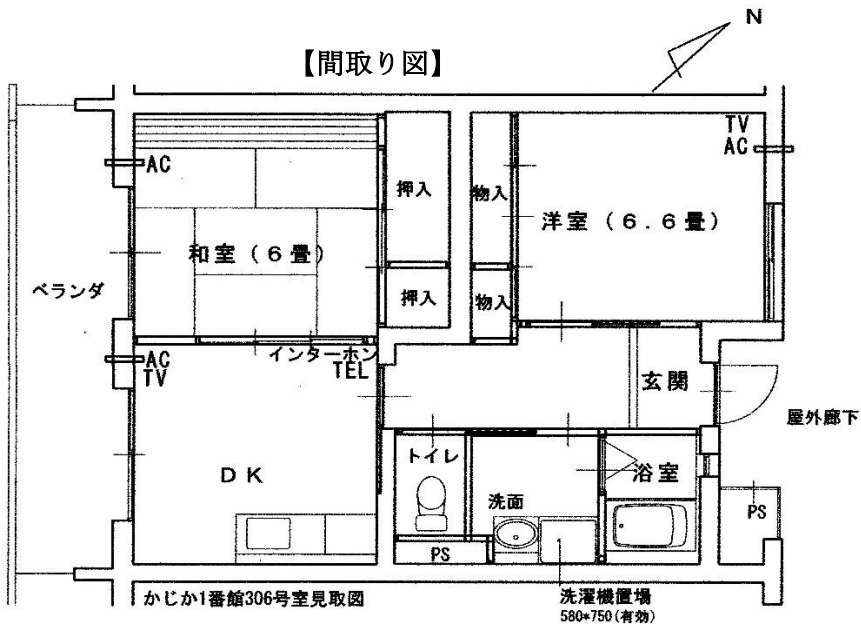 N
【間取り図】
TV
AC
AC
押入
物入
洋室（6.6畳）
和室（6畳）
ベランダ
押入
物入
インターホン
TEL
AC
TV
玄関
屋外廊下
トイレ
浴室
DK
洗面
PS
PS
かじか1番館306号室見取図
洗濯機置場
580*750(有効)